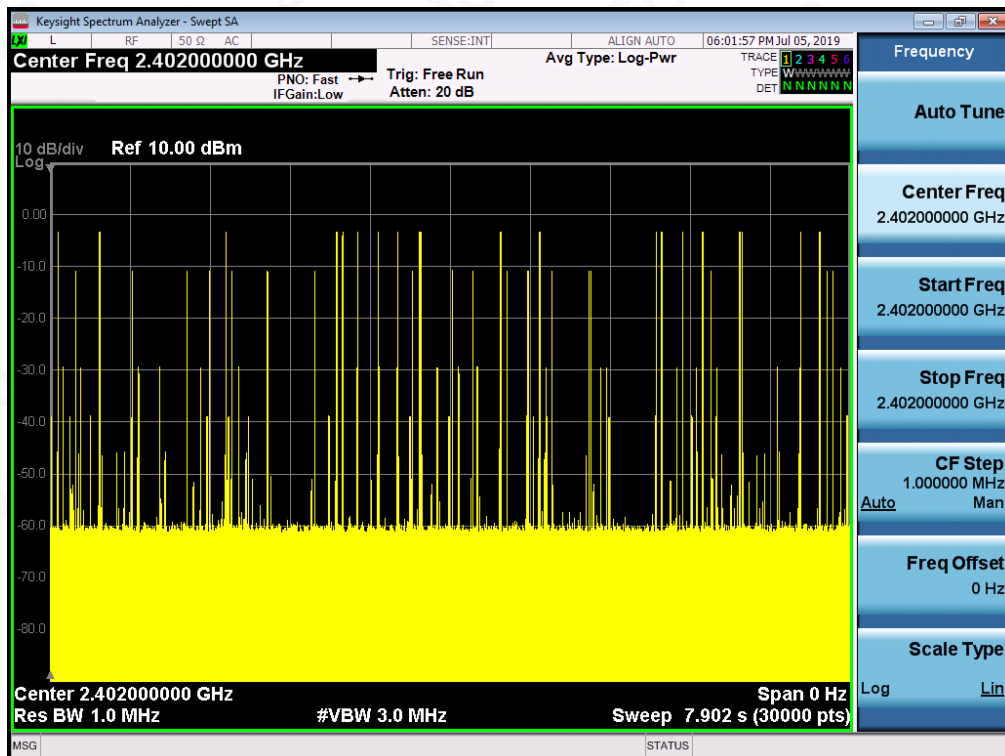 Keysight Spectrum Analyzer - Swept SA
LXI L RF 50 Ω AC SENSE:INT ALIGN AUTO 06:01:57 PM Jul 05, 2019
Center Freq 2.402000000 GHz
PNO: Fast
IFGain:Low
Trig: Free Run
Atten: 20 dB
Avg Type: Log-Pwr
TRACE 1 2 3 4 5 6
TYPE WWWWWW
DET N N N N N N
10 dB/div Ref 10.00 dBm
Log
0.00
-10.0
-20.0
-30.0
-40.0
-50.0
-60.0
-70.0
-80.0
Center 2.402000000 GHz Span 0 Hz
Res BW 1.0 MHz #VBW 3.0 MHz Sweep 7.902 s (30000 pts)
MSG STATUS
Frequency
Auto Tune
Center Freq
2.402000000 GHz
Start Freq
2.402000000 GHz
Stop Freq
2.402000000 GHz
CF Step
1.000000 MHz
Auto Man
Freq Offset
0 Hz
Scale Type
Log Lin